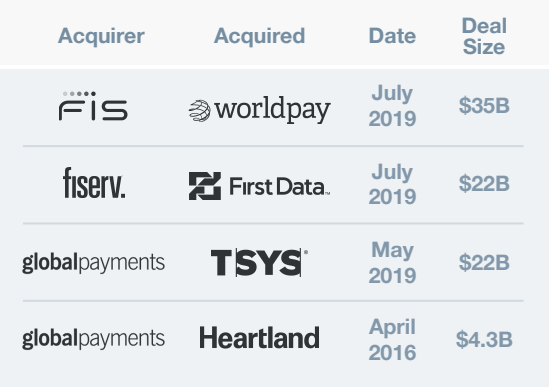 Acquirer Acquired Date Deal Size
FIS worldpay July 2019 $35B
fiserv. First Data™ July 2019 $22B
globalpayments TSYS® May 2019 $22B
globalpayments Heartland April 2016 $4.3B